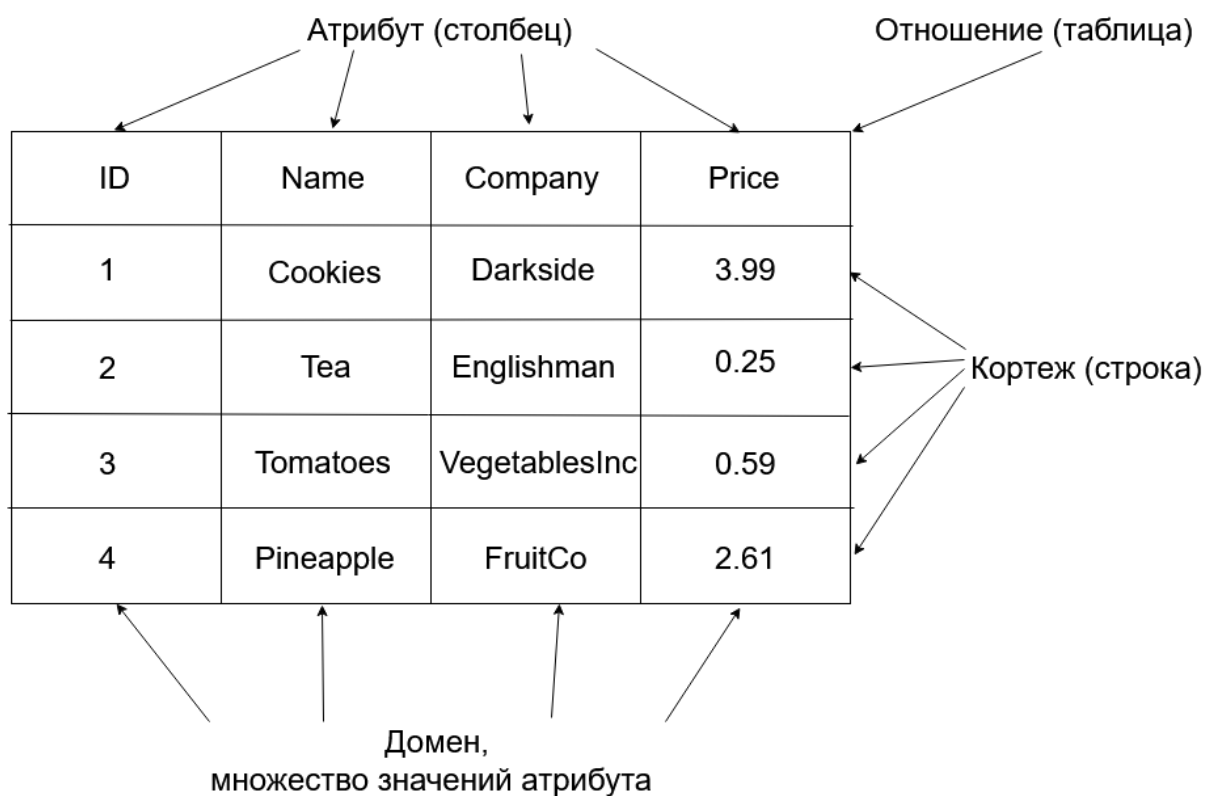 Атрибут (столбец) Отношение (таблица)
ID Name Company Price
1 Cookies Darkside 3.99
2 Tea Englishman 0.25
Кортеж (строка)
3 Tomatoes VegetablesInc 0.59
4 Pineapple FruitCo 2.61
Домен,
множество значений атрибута